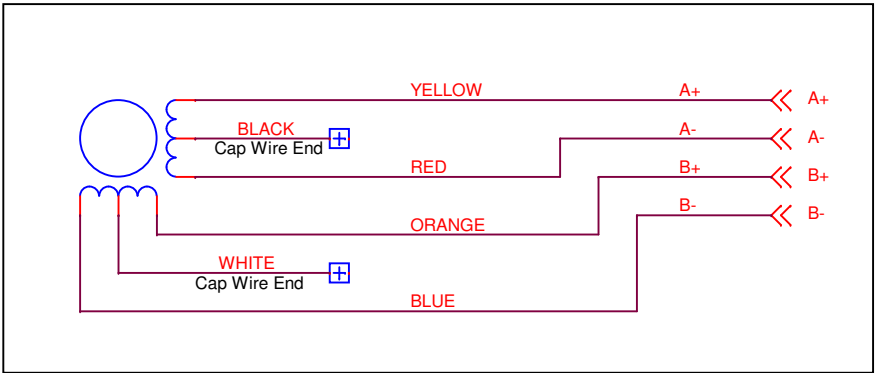 YELLOW A+ A+
BLACK A- A-
Cap Wire End
RED B+ B+
ORANGE B- B-
WHITE
Cap Wire End
BLUE